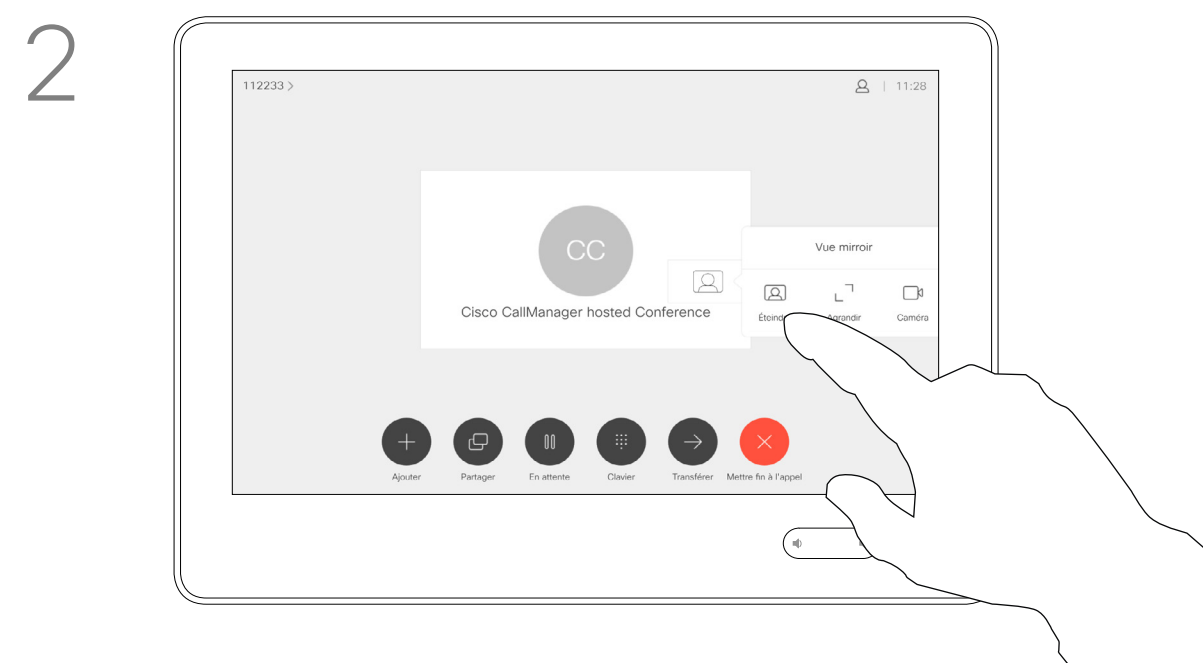 2
112233 >
11:28
CC
Vue mirroir
Cisco CallManager hosted Conference
Agrandir
Caméra
Ajouter
Partager
En attente
Clavier
Transférer
Mettre fin à l'appel